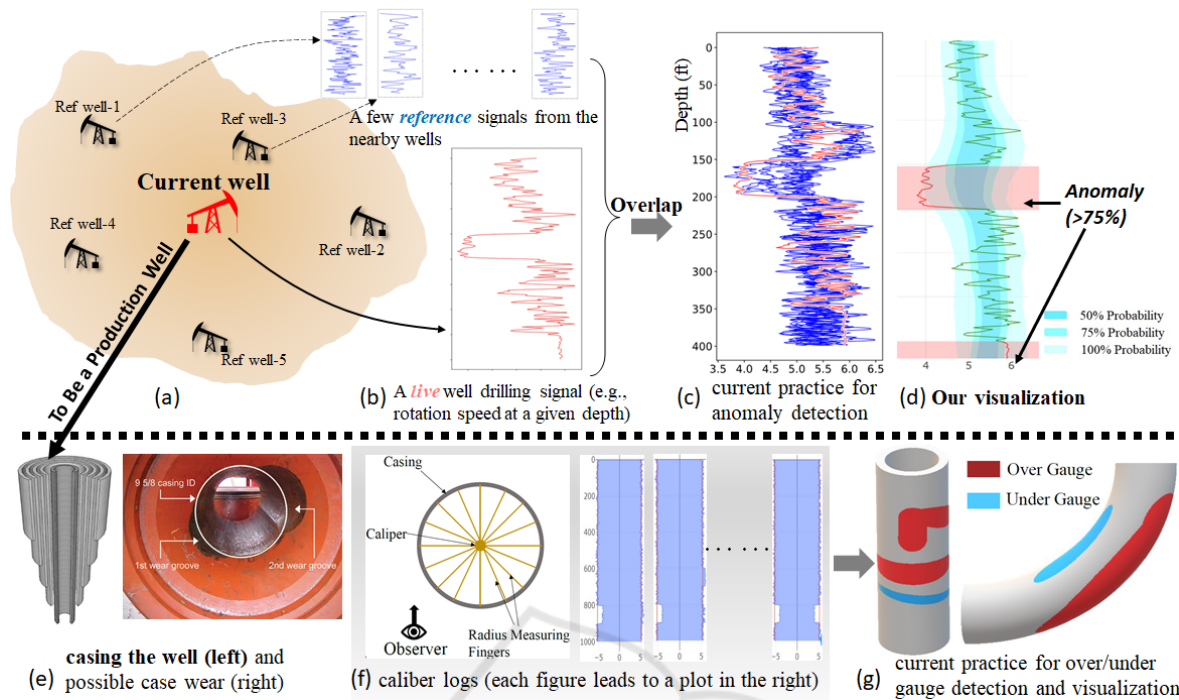 Ref well-1
Ref well-3
Current well
Ref well-4
Ref well-2
Ref well-5
To Be a Production Well
(a)
A few reference signals from the
nearby wells
Overlap
(b) A live well drilling signal (e.g.,
rotation speed at a given depth)
Depth (ft)
0
50
100
150
200
250
300
350
400
3.5 4.0 4.5 5.0 5.5 6.0 6.5
(c) current practice for
anomaly detection
Anomaly
(>75%)
50% Probability
75% Probability
100% Probability
4 5 6
(d) Our visualization
9 5/8 casing ID
1st wear groove
2nd wear groove
(e) casing the well (left) and
possible case wear (right)
Casing
Caliper
Observer
Radius Measuring
Fingers
0
200
400
600
800
1000
−5 5 −5 5 −5 5
(f) caliber logs (each figure leads to a plot in the right)
Over Gauge
Under Gauge
(g) current practice for over/under
gauge detection and visualization